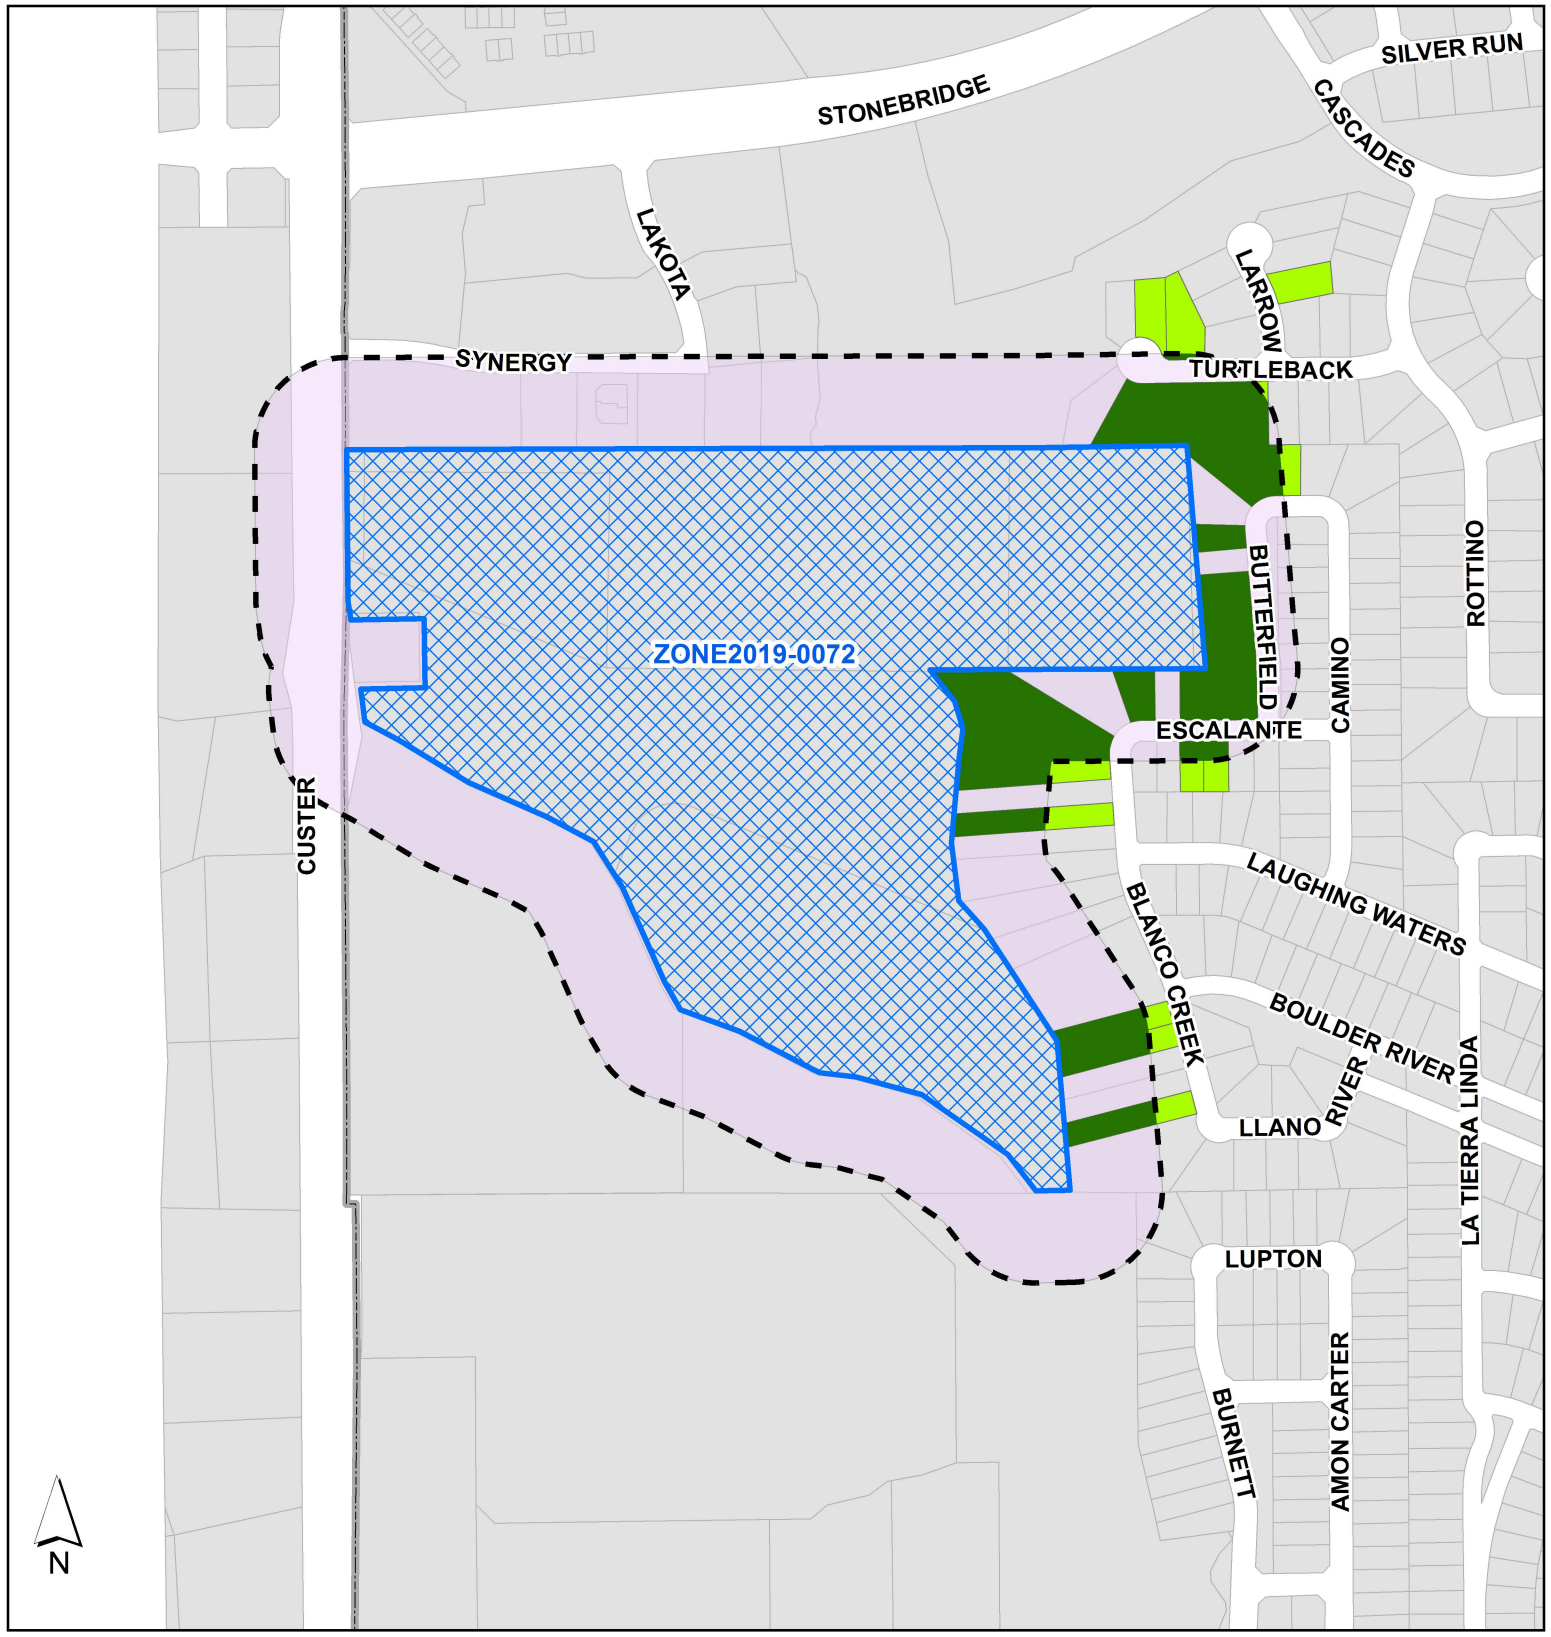 SILVER RUN
STONEBRIDGE
CASCADES
LAKOTA
LARROW
SYNERGY
TURTLEBACK
ROTTINO
BUTTERFIELD
ZONE2019-0072
CAMINO
ESCALANTE
CUSTER
LAUGHING WATERS
BLANCO CREEK
BOULDER RIVER
LLANO
RIVER
LA TIERRA LINDA
LUPTON
AMON CARTER
BURNETT
N